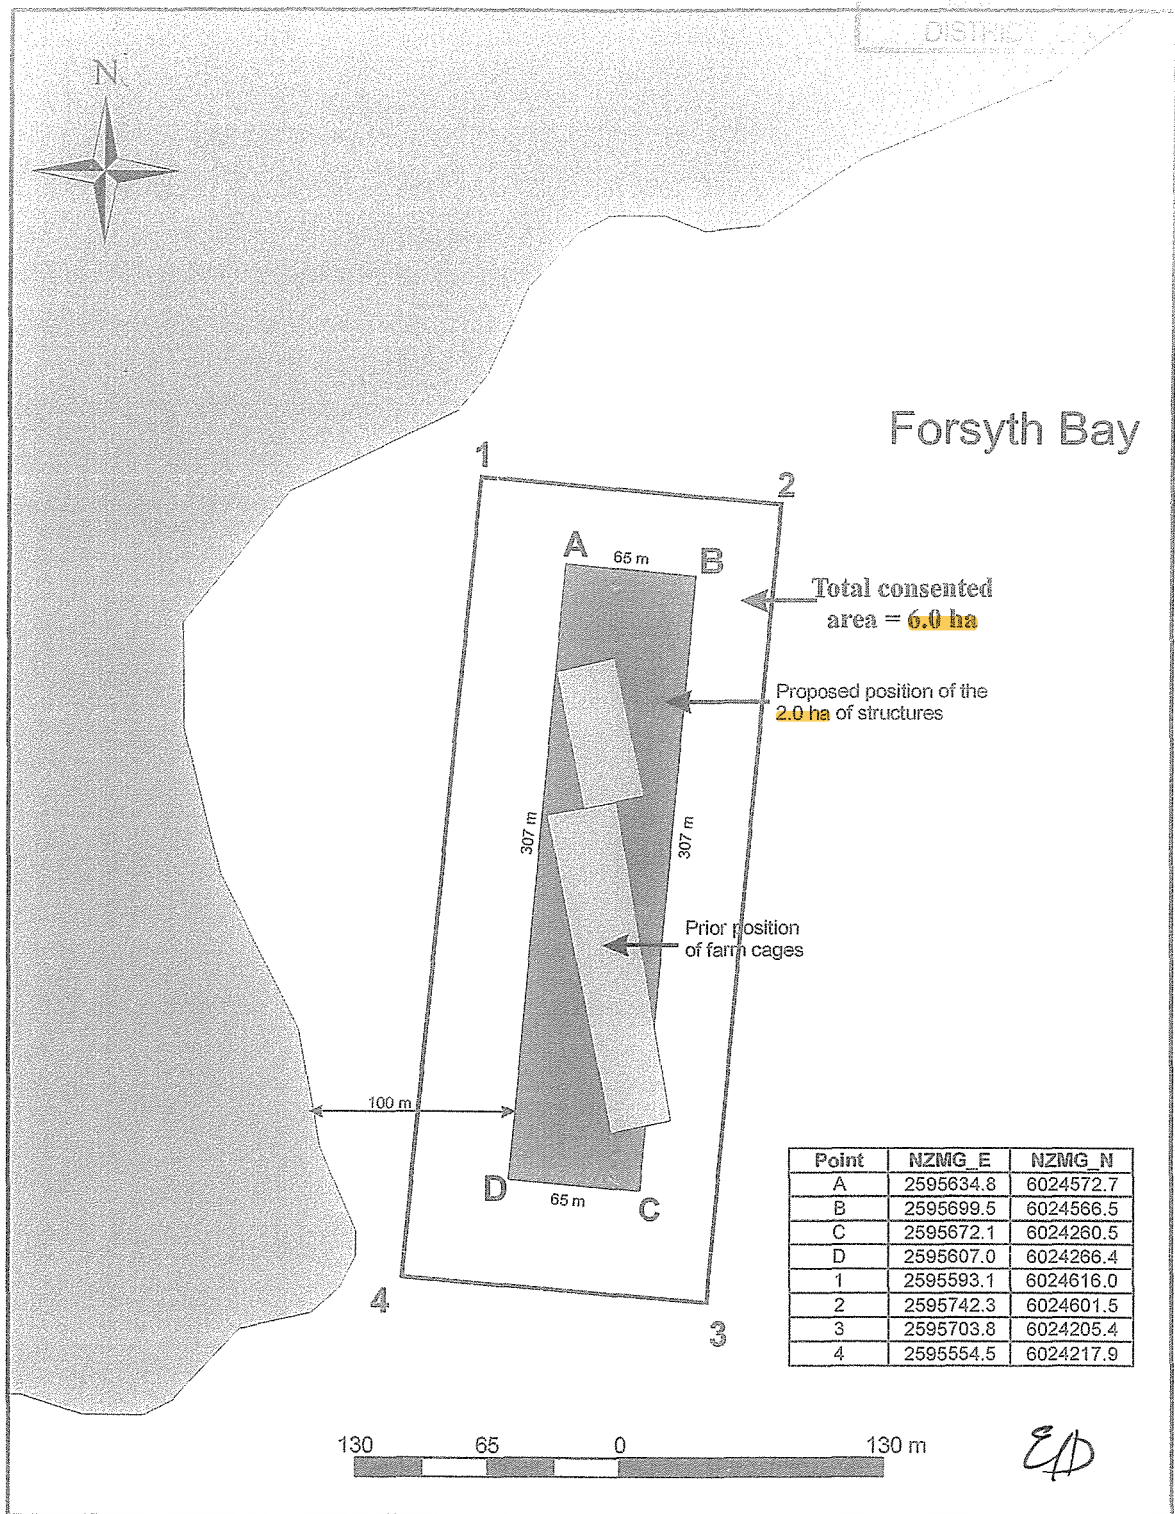 DISTRICT
N
Forsyth Bay
1
2
A
65 m
B
Total consented
area = 6.0 ha
Proposed position of the
2.0 ha of structures
307 m
307 m
Prior position
of farm cages
100 m
D
65 m
C
4
3
Point NZMG_E NZMG_N
A 2595634.8 6024572.7
B 2595699.5 6024566.5
C 2595672.1 6024260.5
D 2595607.0 6024266.4
1 2595593.1 6024616.0
2 2595742.3 6024601.5
3 2595703.8 6024205.4
4 2595554.5 6024217.9
130 65 0 130 m